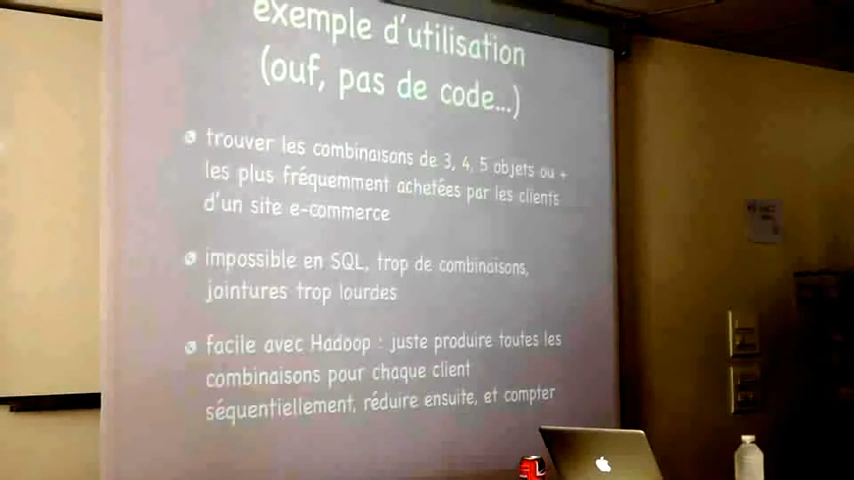 exemple d'utilisation
(ouf, pas de code...)
trouver les combinaisons de 3, 4, 5 objets ou +
les plus fréquemment achetées par les clients
d'un site e-commerce
impossible en SQL, trop de combinaisons,
jointures trop lourdes
facile avec Hadoop : juste produire toutes les
combinaisons pour chaque client
séquentiellement, réduire ensuite, et compter